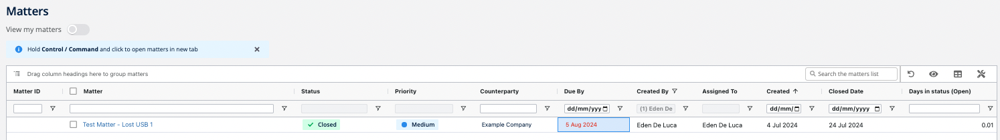 Matters
View my matters
Hold Control / Command and click to open matters in new tab
Drag column headings here to group matters
Search the matters list
Matter ID Matter Status Priority Counterparty Due By Created By Assigned To Created Closed Date Days in status (Open)
dd/mm/yyy (1) Eden De dd/mm/ dd/mm/yyyy
Test Matter - Lost USB 1 Closed Medium Example Company 5 Aug 2024 Eden De Luca Eden De Luca 4 Jul 2024 24 Jul 2024 0.01